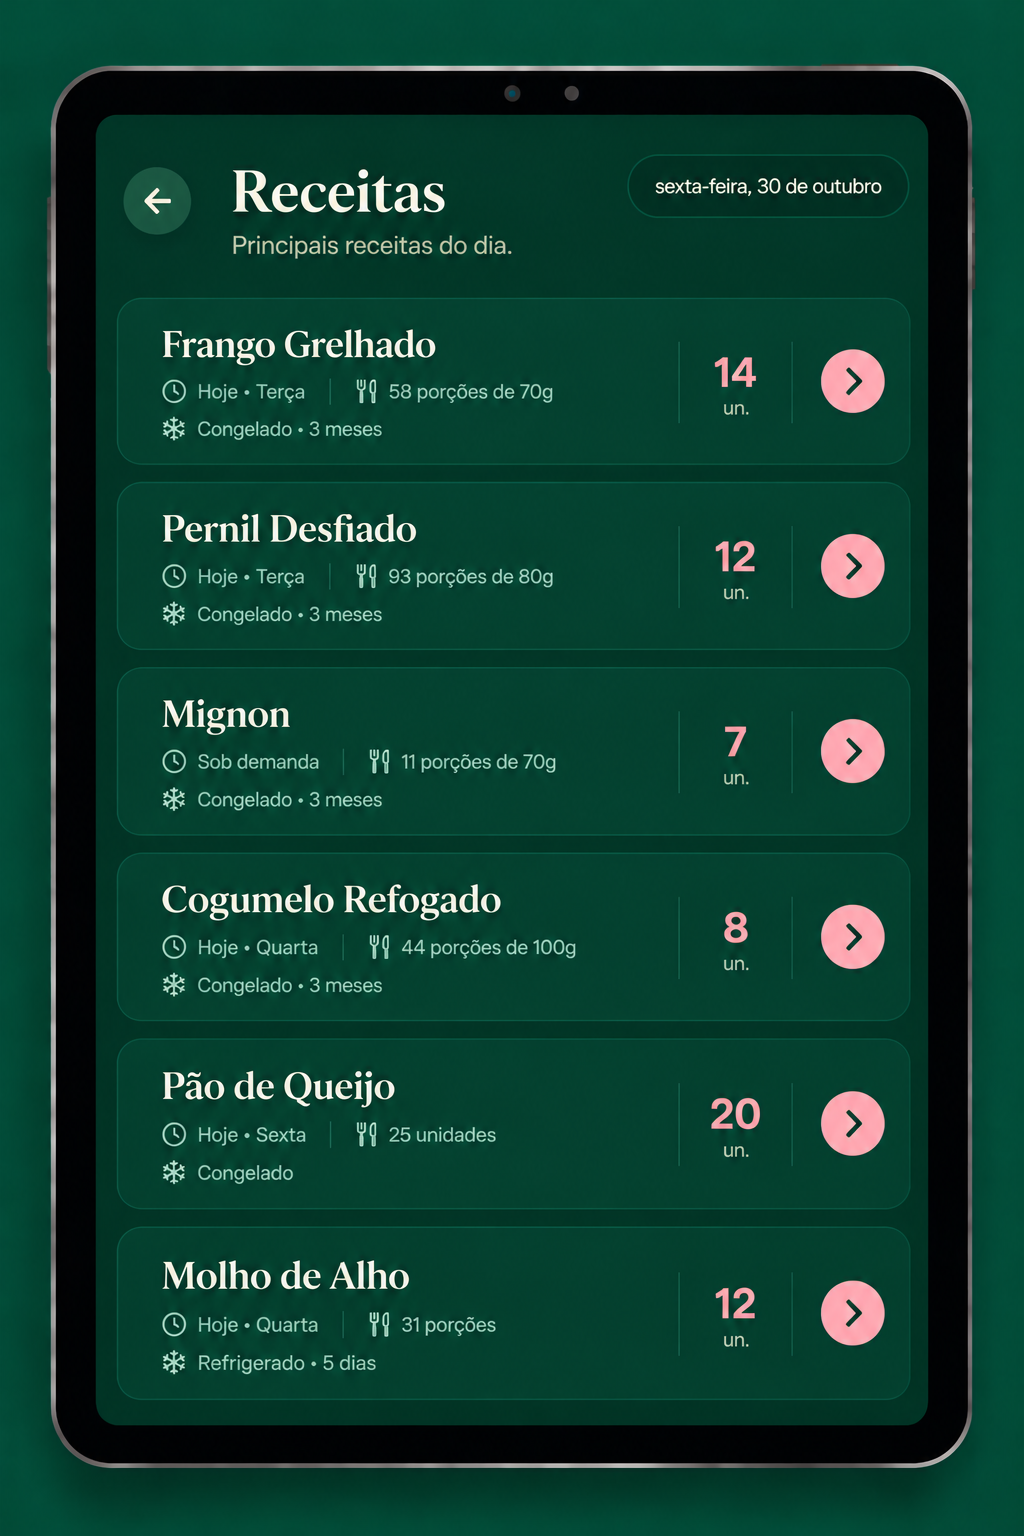 Receitas
sexta-feira, 30 de outubro
Principais receitas do dia.
Frango Grelhado
Hoje • Terça
58 porções de 70g
Congelado • 3 meses
14
un.
Pernil Desfiado
Hoje • Terça
93 porções de 80g
Congelado • 3 meses
12
un.
Mignon
Sob demanda
11 porções de 70g
Congelado • 3 meses
7
un.
Cogumelo Refogado
Hoje • Quarta
44 porções de 100g
Congelado • 3 meses
8
un.
Pão de Queijo
Hoje • Sexta
25 unidades
Congelado
20
un.
Molho de Alho
Hoje • Quarta
31 porções
Refrigerado • 5 dias
12
un.